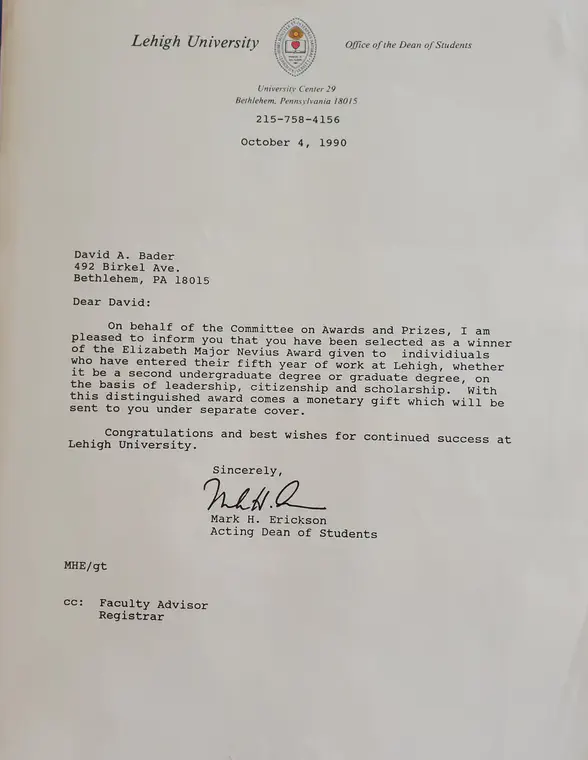 Lehigh University
Office of the Dean of Students
University Center 29
Bethlehem, Pennsylvania 18015
215-758-4156
October 4, 1990
David A. Bader
492 Birkel Ave.
Bethlehem, PA 18015
Dear David:
On behalf of the Committee on Awards and Prizes, I am
pleased to inform you that you have been selected as a winner
of the Elizabeth Major Nevius Award given to individiuals
who have entered their fifth year of work at Lehigh, whether
it be a second undergraduate degree or graduate degree, on
the basis of leadership, citizenship and scholarship. With
this distinguished award comes a monetary gift which will be
sent to you under separate cover.
Congratulations and best wishes for continued success at
Lehigh University.
Sincerely,
Mark H. Erickson
Acting Dean of Students
MHE/gt
cc: Faculty Advisor
Registrar